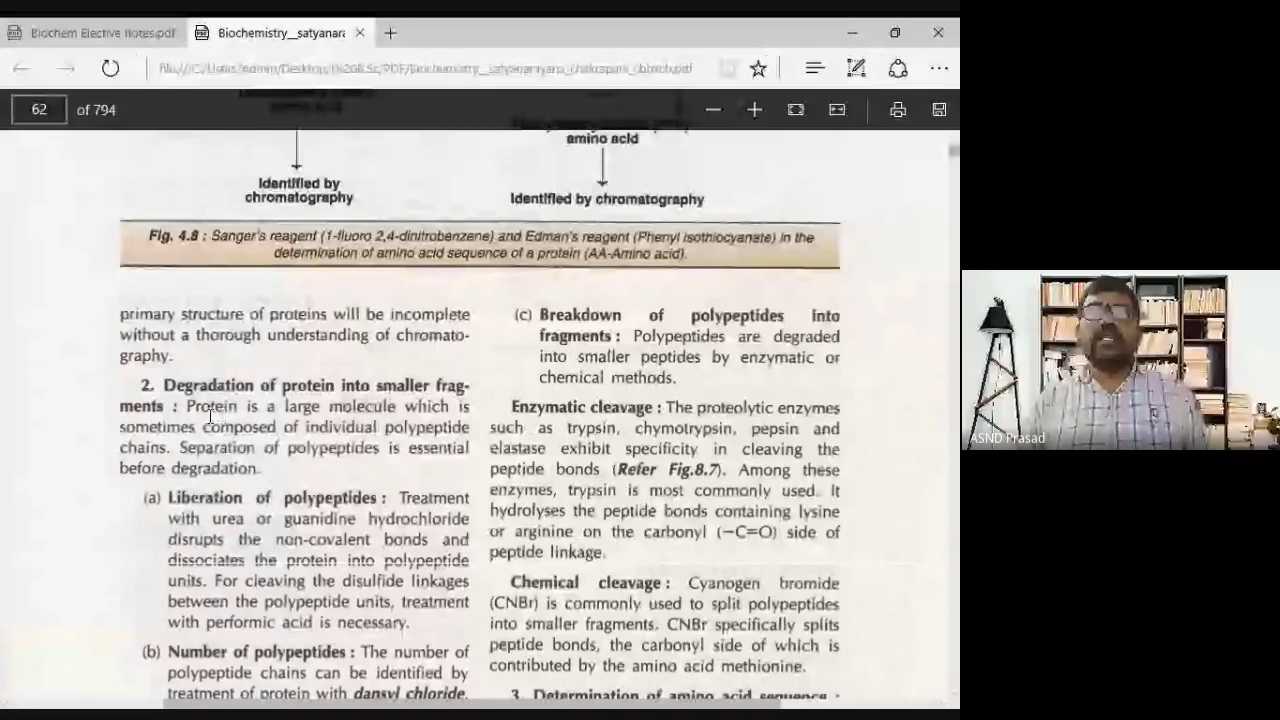 Biochem Elective notes.pdf
Biochemistry__satyanara
62 of 794
amino acid
amino acid
Identified by
chromatography
Identified by chromatography
Fig. 4.8 : Sanger's reagent (1-fluoro 2,4-dinitrobenzene) and Edman's reagent (Phenyl isothiocyanate) in the
determination of amino acid sequence of a protein (AA-Amino acid).
primary structure of proteins will be incomplete
without a thorough understanding of chromato-
graphy.
2. Degradation of protein into smaller frag-
ments : Protein is a large molecule which is
sometimes composed of individual polypeptide
chains. Separation of polypeptides is essential
before degradation.
(a) Liberation of polypeptides : Treatment
with urea or guanidine hydrochloride
disrupts the non-covalent bonds and
dissociates the protein into polypeptide
units. For cleaving the disulfide linkages
between the polypeptide units, treatment
with performic acid is necessary.
(b) Number of polypeptides : The number of
polypeptide chains can be identified by
treatment of protein with dansyl chloride.
(c) Breakdown of polypeptides into
fragments : Polypeptides are degraded
into smaller peptides by enzymatic or
chemical methods.
Enzymatic cleavage : The proteolytic enzymes
such as trypsin, chymotrypsin, pepsin and
elastase exhibit specificity in cleaving the
peptide bonds (Refer Fig.8.7). Among these
enzymes, trypsin is most commonly used. It
hydrolyses the peptide bonds containing lysine
or arginine on the carbonyl (−C=O) side of
peptide linkage.
Chemical cleavage : Cyanogen bromide
(CNBr) is commonly used to split polypeptides
into smaller fragments. CNBr specifically splits
peptide bonds, the carbonyl side of which is
contributed by the amino acid methionine.
3. Determination of amino acid sequence :
ASND Prasad